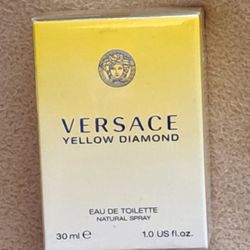 VERSACE
YELLOW DIAMOND
EAU DE TOILETTE
NATURAL SPRAY
30 ml ℮ 1.0 US fl.oz.